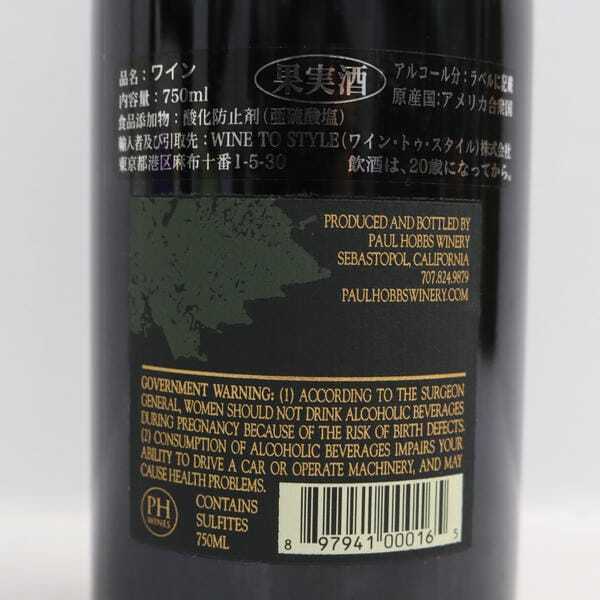 品名：ワイン
内容量：750ml
食品添加物：酸化防止剤（亜硫酸塩）
輸入者及び引取先：WINE TO STYLE（ワイン・トゥ・スタイル）株式会社
東京都港区麻布十番1-5-30
果実酒
アルコール分：ラベルに記載
原産国：アメリカ合衆国
飲酒は、20歳になってから。
PRODUCED AND BOTTLED BY
PAUL HOBBS WINERY
SEBASTOPOL, CALIFORNIA
707.824.9879
PAULHOBBSWINERY.COM
GOVERNMENT WARNING: (1) ACCORDING TO THE SURGEON
GENERAL, WOMEN SHOULD NOT DRINK ALCOHOLIC BEVERAGES
DURING PREGNANCY BECAUSE OF THE RISK OF BIRTH DEFECTS.
(2) CONSUMPTION OF ALCOHOLIC BEVERAGES IMPAIRS YOUR
ABILITY TO DRIVE A CAR OR OPERATE MACHINERY, AND MAY
CAUSE HEALTH PROBLEMS.
PH
WINES
CONTAINS
SULFITES
750ML
8 97941 00016 5